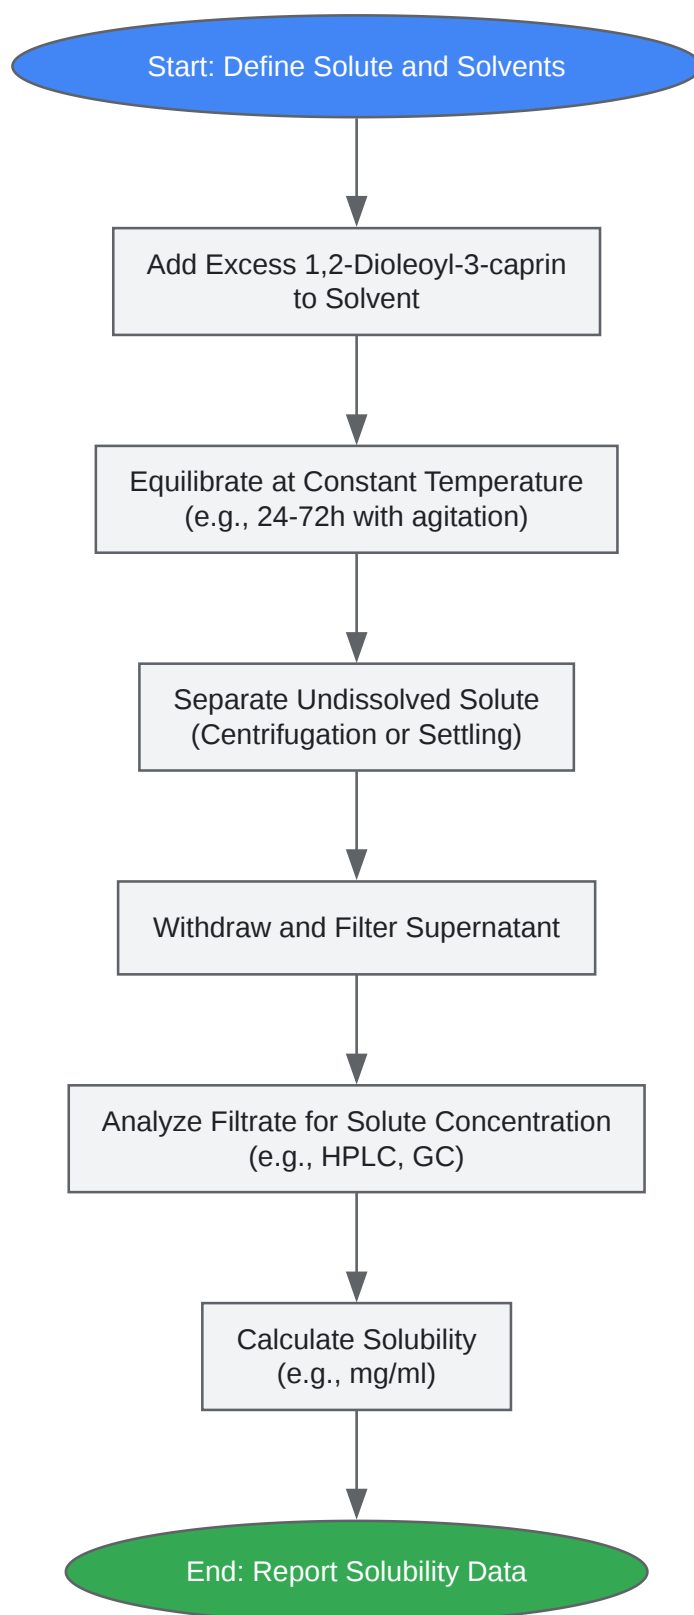 Start: Define Solute and Solvents
Add Excess 1,2-Dioleoyl-3-caprin
to Solvent
Equilibrate at Constant Temperature
(e.g., 24-72h with agitation)
Separate Undissolved Solute
(Centrifugation or Settling)
Withdraw and Filter Supernatant
Analyze Filtrate for Solute Concentration
(e.g., HPLC, GC)
Calculate Solubility
(e.g., mg/ml)
End: Report Solubility Data